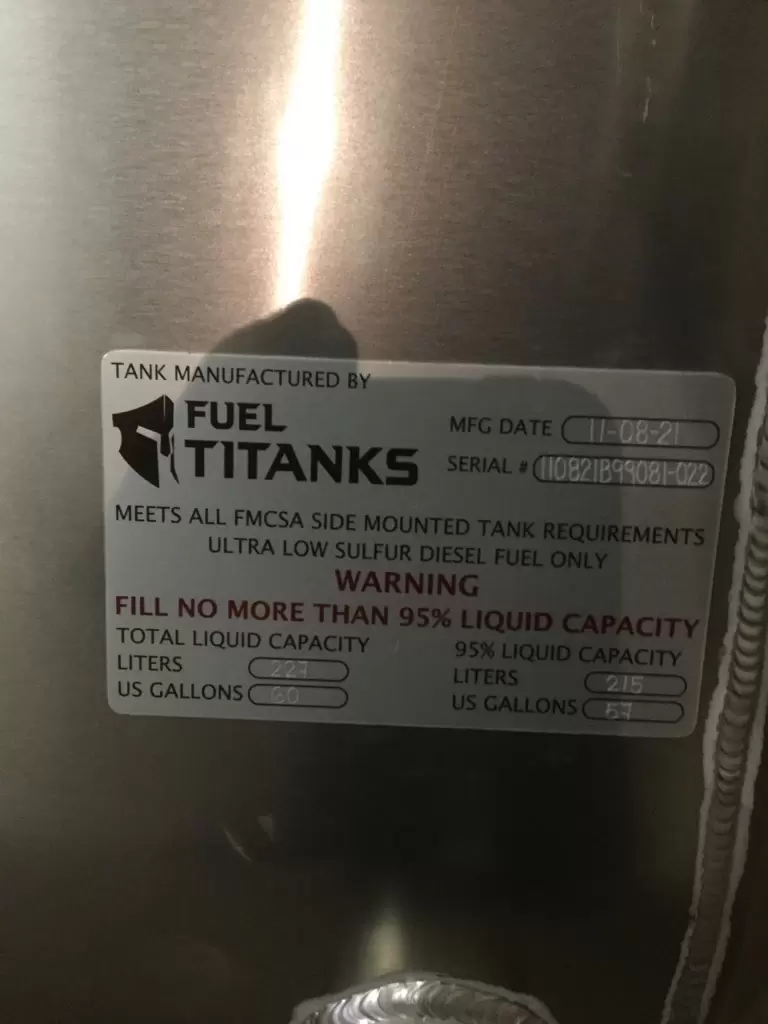 TANK MANUFACTURED BY
FUEL
TITANKS
MFG DATE 11-08-21
SERIAL # 110821B99081-022
MEETS ALL FMCSA SIDE MOUNTED TANK REQUIREMENTS
ULTRA LOW SULFUR DIESEL FUEL ONLY
WARNING
FILL NO MORE THAN 95% LIQUID CAPACITY
TOTAL LIQUID CAPACITY
LITERS 227
US GALLONS 60
95% LIQUID CAPACITY
LITERS 215
US GALLONS 57